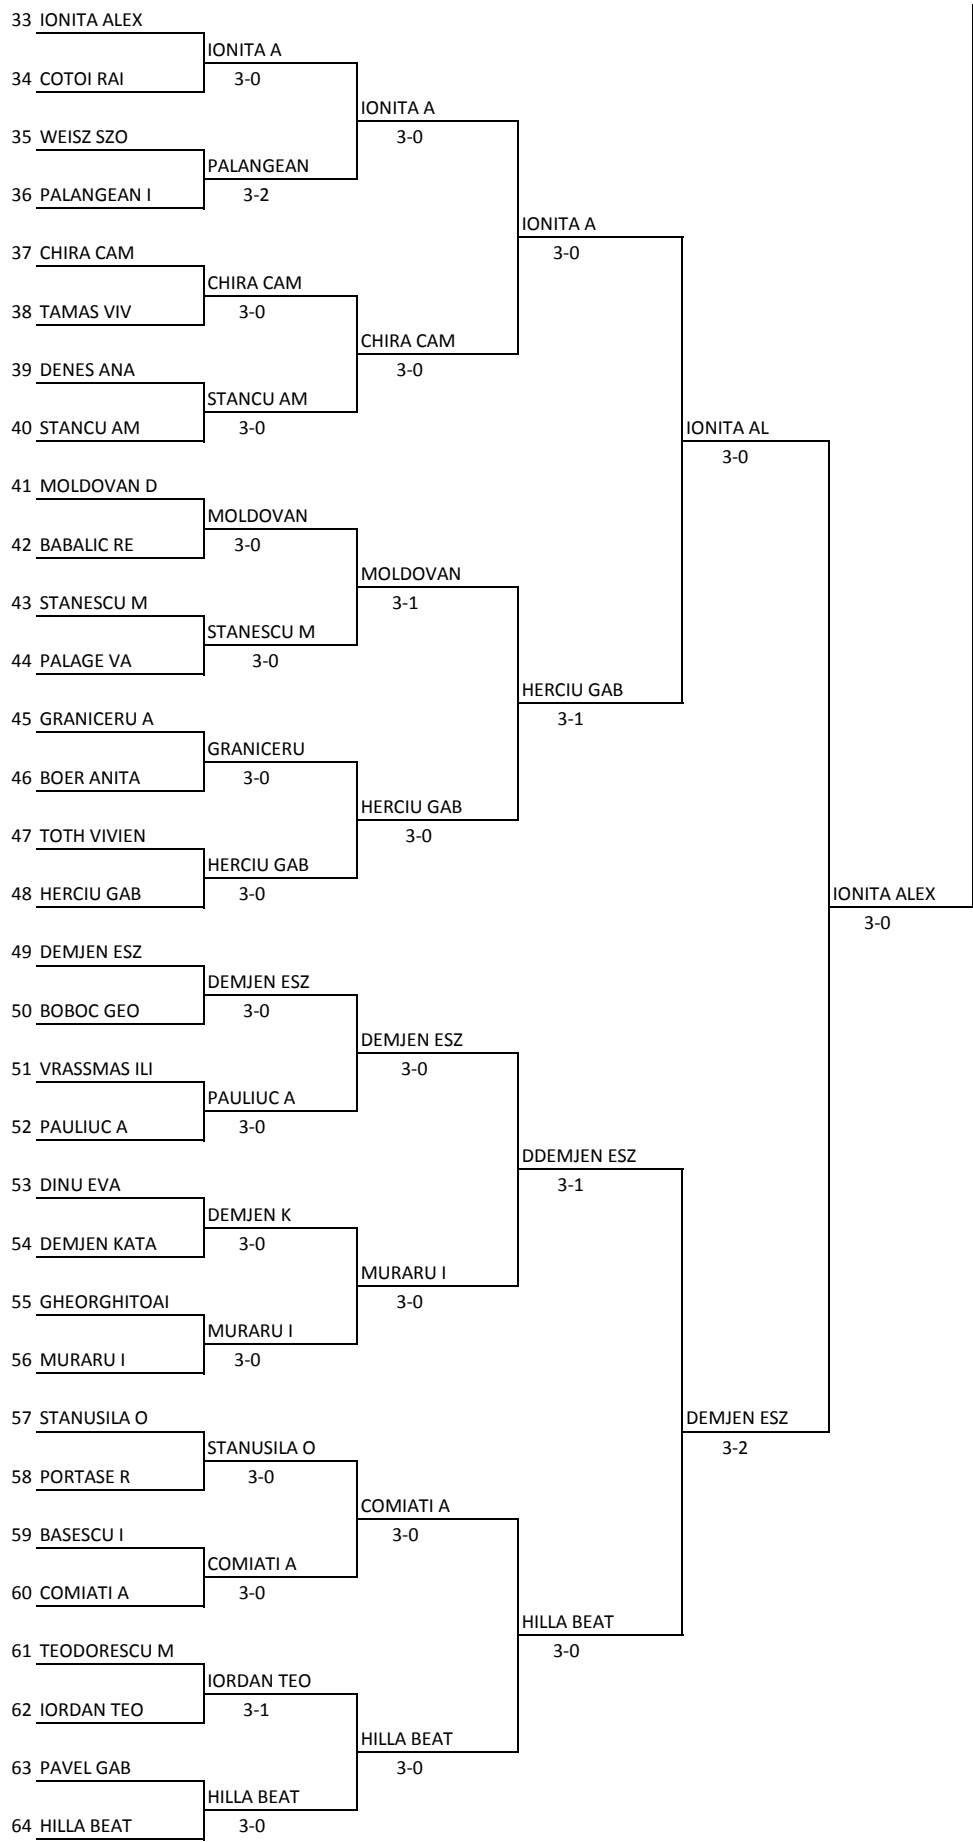 33 IONITA ALEX
IONITA A
34 COTOI RAI
3-0
IONITA A
35 WEISZ SZO
3-0
PALANGEAN
36 PALANGEAN I
3-2
IONITA A
37 CHIRA CAM
3-0
CHIRA CAM
38 TAMAS VIV
3-0
CHIRA CAM
39 DENES ANA
3-0
STANCU AM
40 STANCU AM
3-0
IONITA AL
3-0
41 MOLDOVAN D
MOLDOVAN
42 BABALIC RE
3-0
MOLDOVAN
43 STANESCU M
3-1
STANESCU M
44 PALAGE VA
3-0
HERCIU GAB
45 GRANICERU A
3-1
GRANICERU
46 BOER ANITA
3-0
HERCIU GAB
47 TOTH VIVIEN
3-0
HERCIU GAB
48 HERCIU GAB
3-0
IONITA ALEX
3-0
49 DEMJEN ESZ
DEMJEN ESZ
50 BOBOC GEO
3-0
DEMJEN ESZ
51 VRASSMAS ILI
3-0
PAULIUC A
52 PAULIUC A
3-0
DDEMJEN ESZ
53 DINU EVA
3-1
DEMJEN K
54 DEMJEN KATA
3-0
MURARU I
55 GHEORGHITOAI
3-0
MURARU I
56 MURARU I
3-0
57 STANUSILA O
DEMJEN ESZ
STANUSILA O
3-2
58 PORTASE R
3-0
COMIATI A
59 BASESCU I
3-0
COMIATI A
60 COMIATI A
3-0
HILLA BEAT
61 TEODORESCU M
3-0
IORDAN TEO
62 IORDAN TEO
3-1
HILLA BEAT
63 PAVEL GAB
3-0
HILLA BEAT
64 HILLA BEAT
3-0